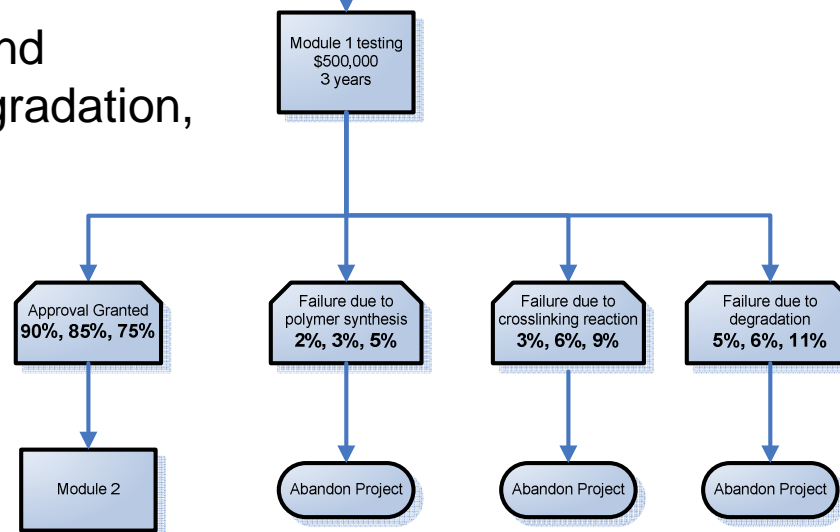 nd
gradation,
Module 1 testing
$500,000
3 years
Approval Granted
90%, 85%, 75%
Failure due to
polymer synthesis
2%, 3%, 5%
Failure due to
crosslinking reaction
3%, 6%, 9%
Failure due to
degradation
5%, 6%, 11%
Module 2
Abandon Project
Abandon Project
Abandon Project